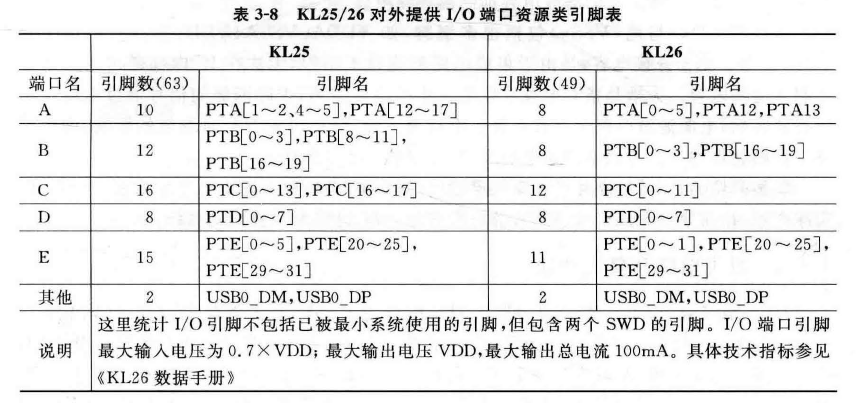 表 3-8 KL25/26 对外提供 I/O 端口资源类引脚表
KL25 KL26
端口名 引脚数(63) 引脚名 引脚数(49) 引脚名
A 10 PTA[1～2、4～5],PTA[12～17] 8 PTA[0～5],PTA12,PTA13
B 12 PTB[0～3],PTB[8～11], 8 PTB[0～3],PTB[16～19]
PTB[16～19]
C 16 PTC[0～13],PTC[16～17] 12 PTC[0～11]
D 8 PTD[0～7] 8 PTD[0～7]
E 15 PTE[0～5],PTE[20～25], 11 PTE[0～1],PTE[20～25],
PTE[29～31] PTE[29～31]
其他 2 USB0_DM,USB0_DP 2 USB0_DM,USB0_DP
说明 这里统计 I/O 引脚不包括已被最小系统使用的引脚,但包含两个 SWD 的引脚。I/O 端口引脚
最大输入电压为 0.7×VDD; 最大输出电压 VDD,最大输出总电流 100mA。具体技术指标参见
《KL26 数据手册》